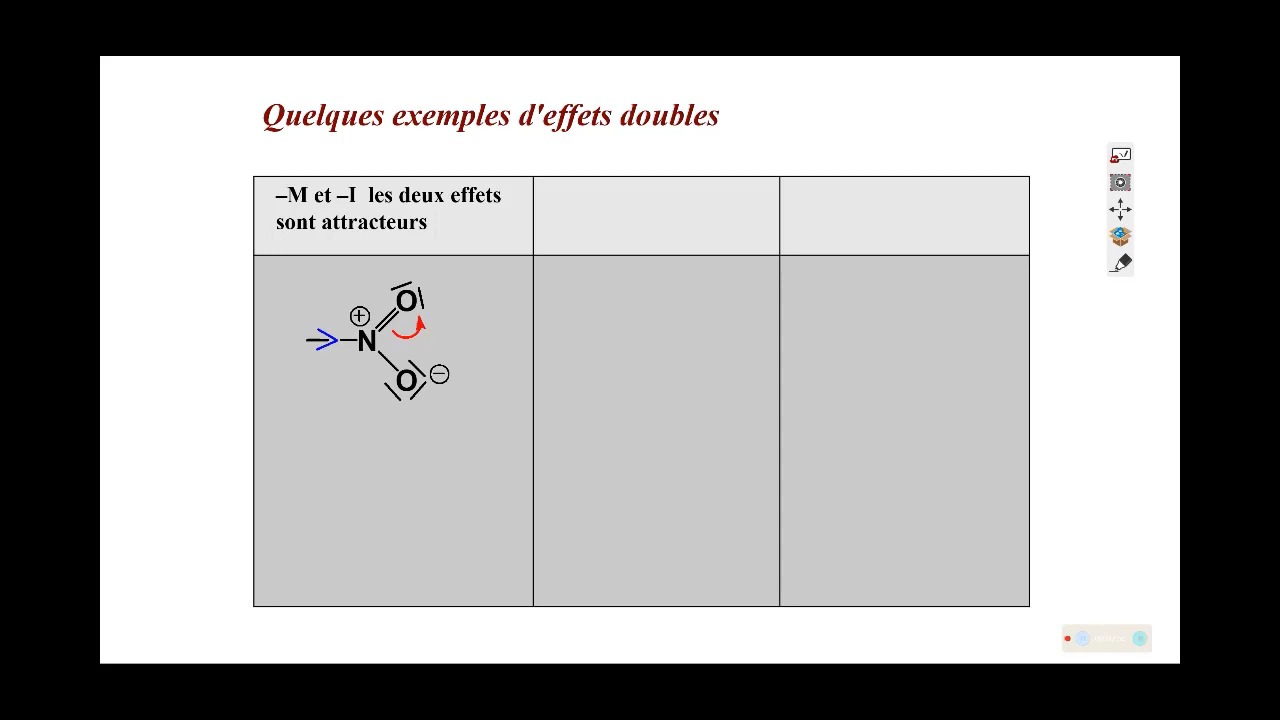 Quelques exemples d'effets doubles
–M et –I les deux effets
sont attracteurs
O
+
N
O −